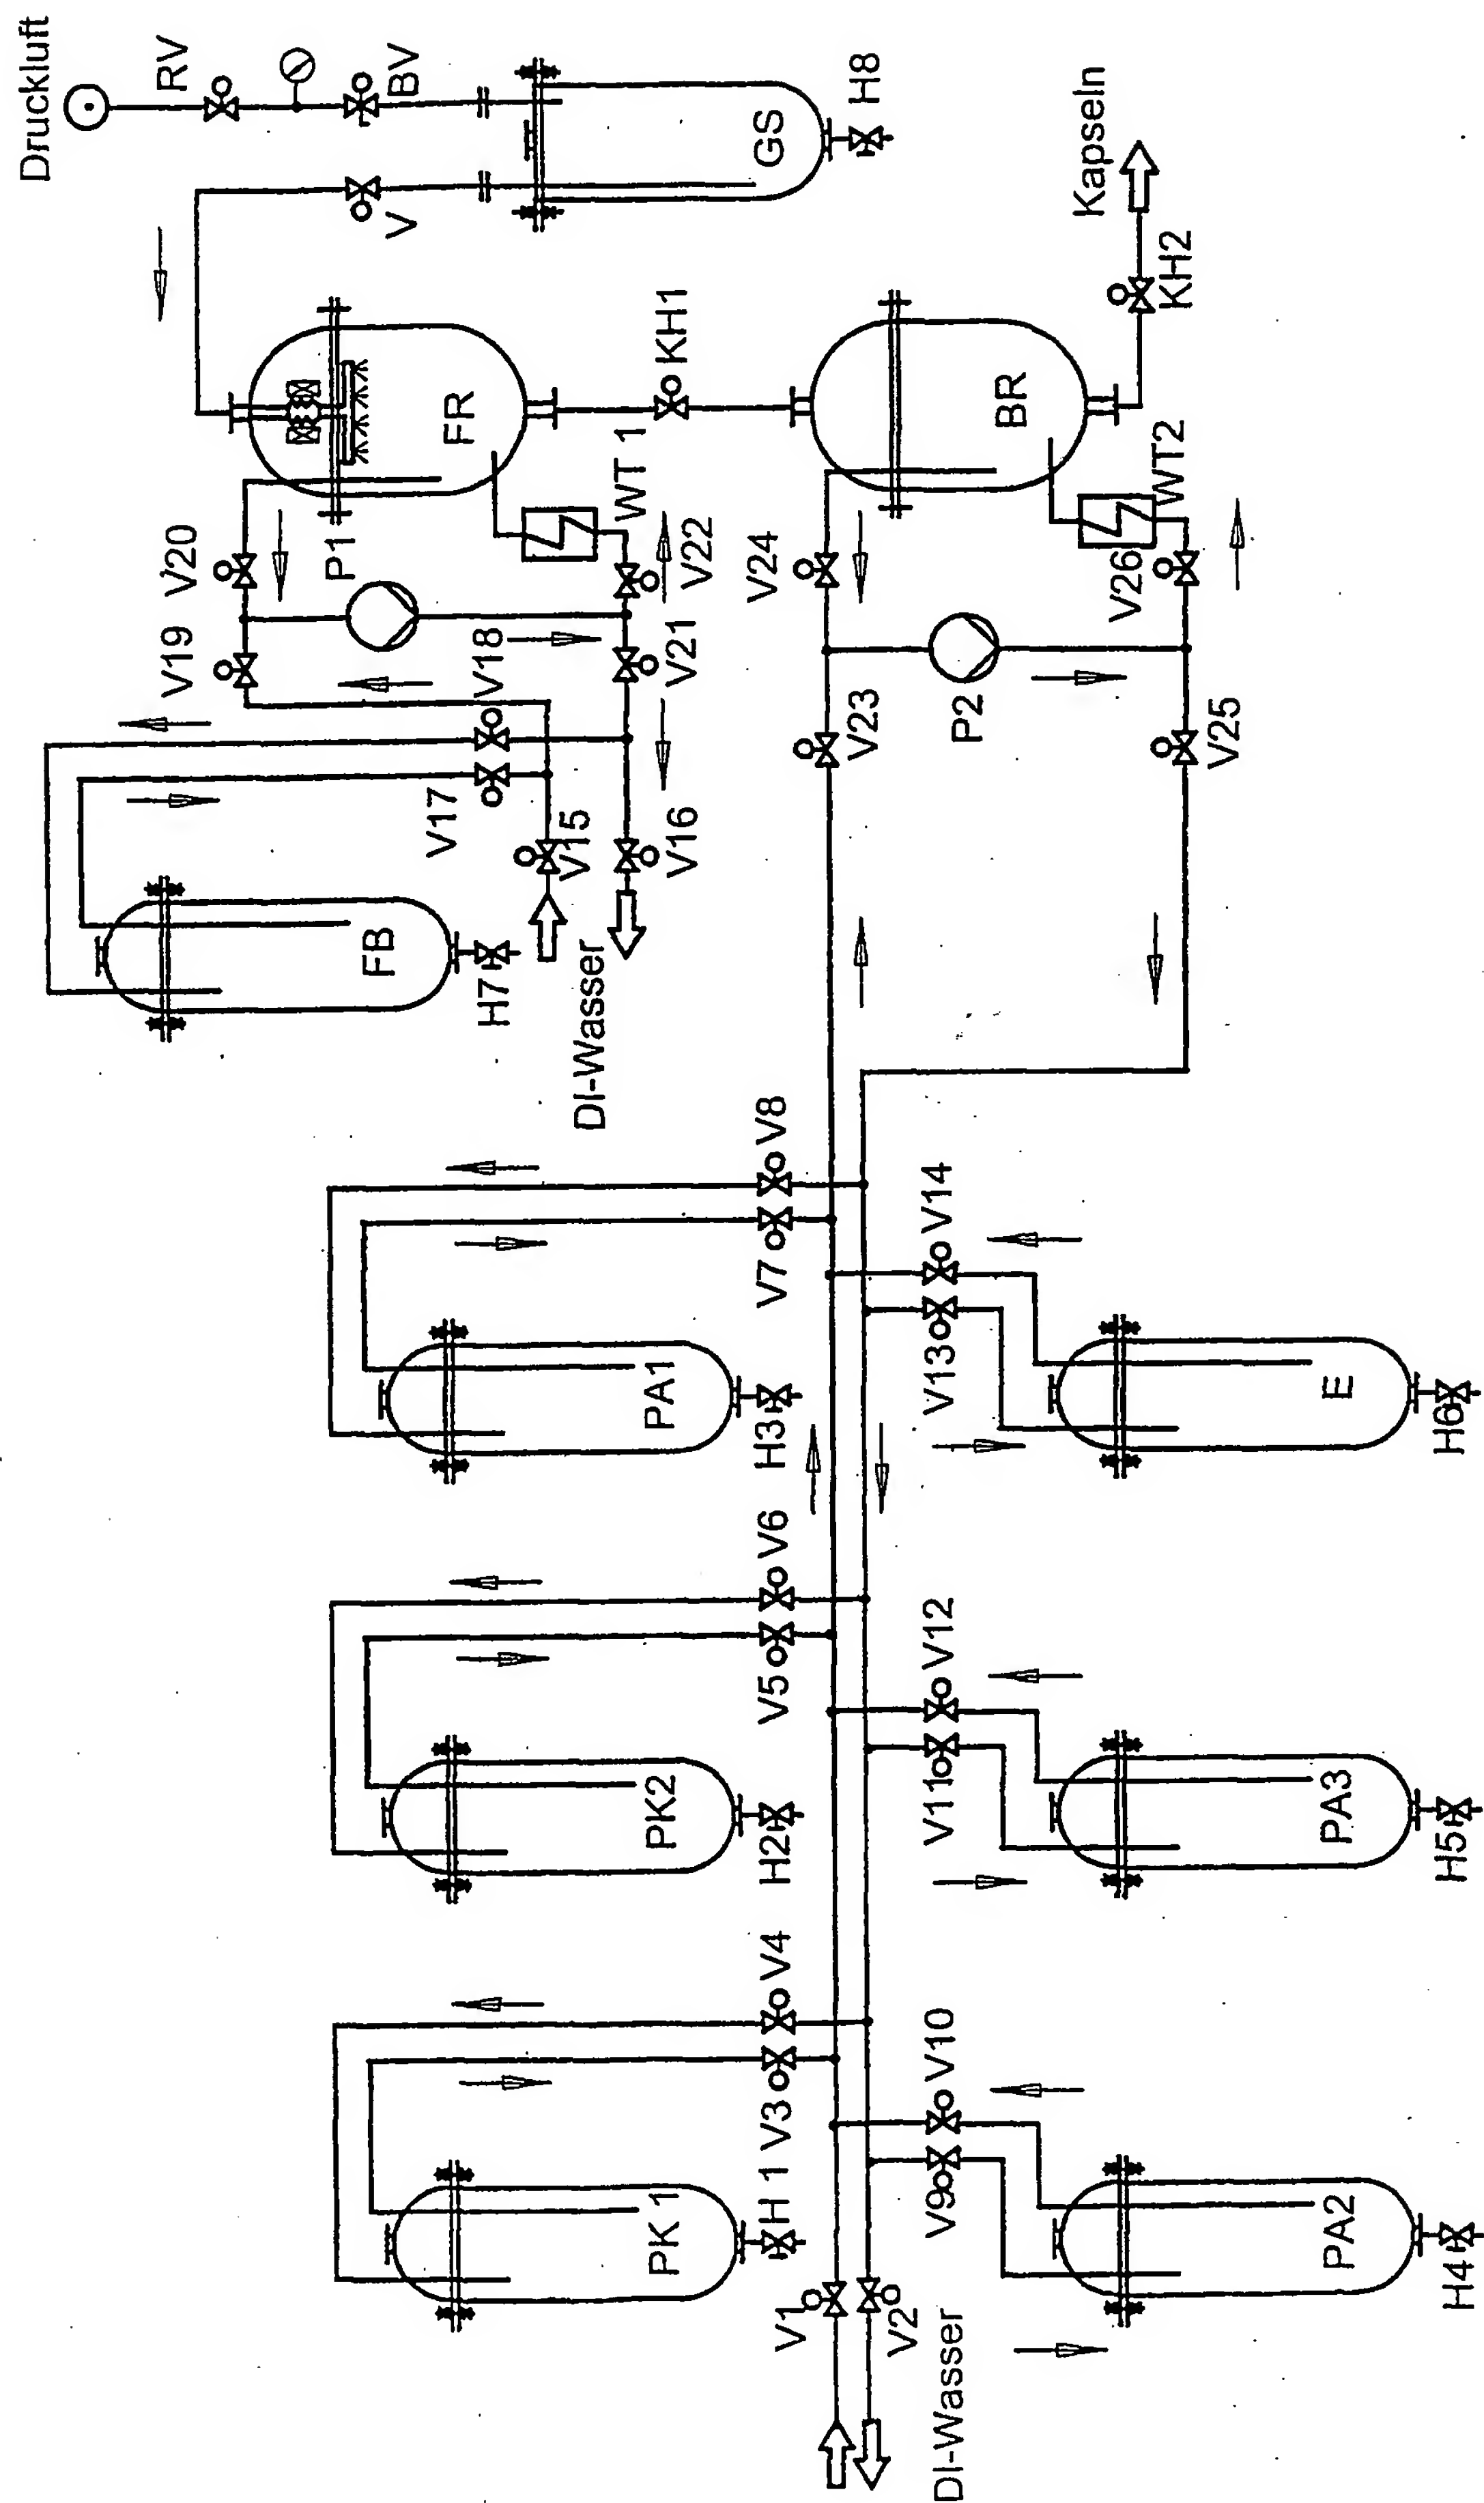 Druckluft
RV
BV
V
GS
H8
Kapseln
KH2
KH1
FR
BR
WT 1
WT2
V20
P1
V22
V24
V26
V19
V18
V21
V23
P2
V25
V17
V15
V16
FB
H7
DI-Wasser
V8
V7
V14
V13
PA1
H3
E
H6
V6
V5
V12
V11
PK2
H2
PA3
H5
V4
V3
V10
V9
PK 1
H 1
PA2
H4
V1
V2
DI-Wasser